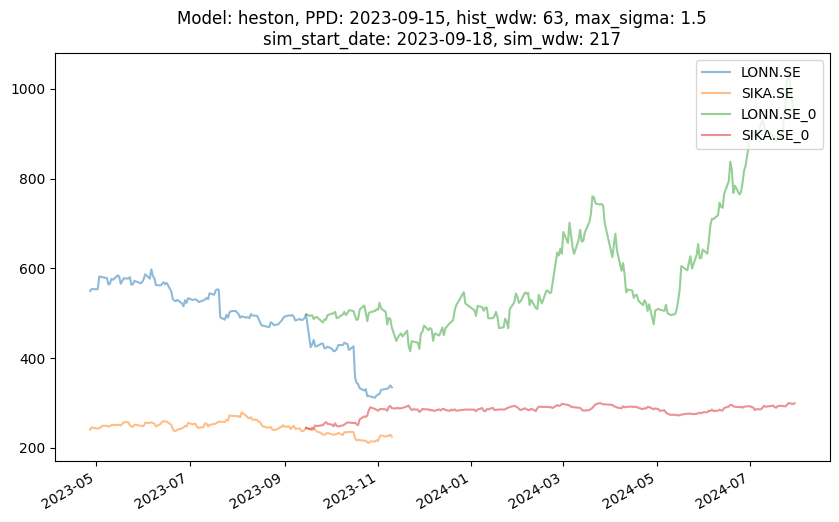 Model: heston, PPD: 2023-09-15, hist_wdw: 63, max_sigma: 1.5
sim_start_date: 2023-09-18, sim_wdw: 217
LONN.SE
SIKA.SE
LONN.SE_0
SIKA.SE_0
1000
800
600
400
200
2023-05
2023-07
2023-09
2023-11
2024-01
2024-03
2024-05
2024-07